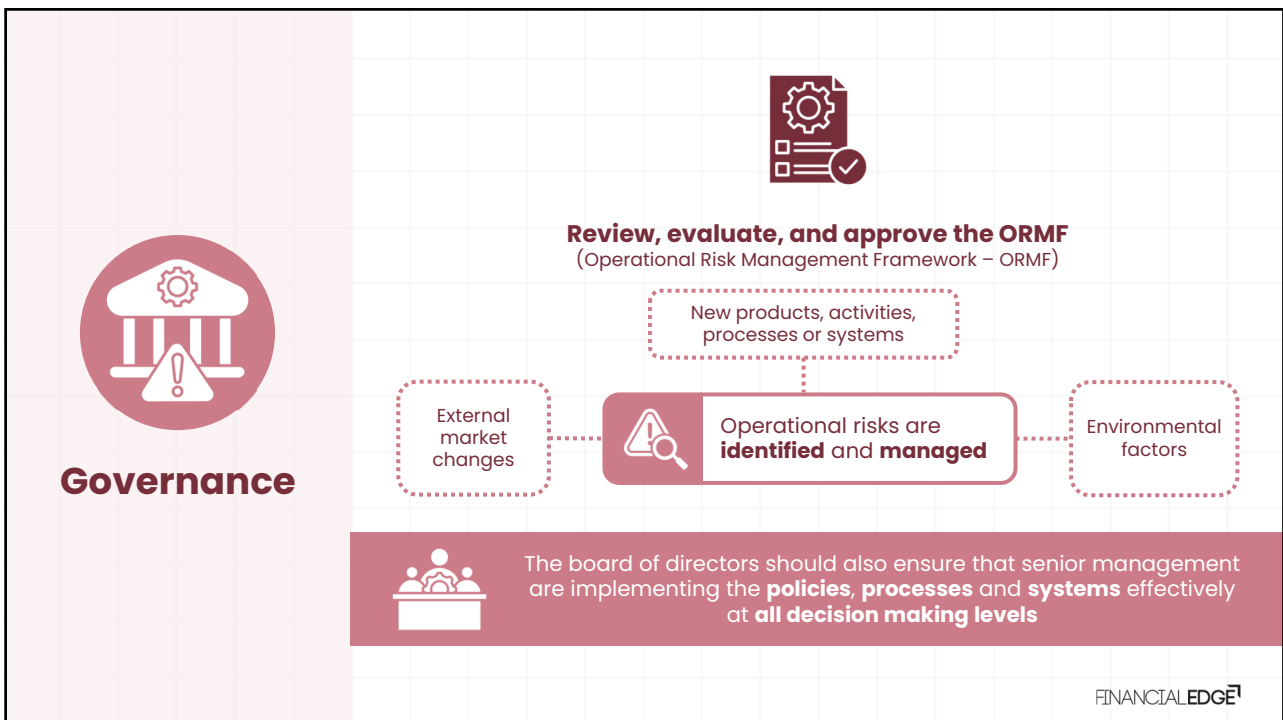 Governance
Review, evaluate, and approve the ORMF
(Operational Risk Management Framework – ORMF)
New products, activities,
processes or systems
External
market
changes
Operational risks are
identified and managed
Environmental
factors
The board of directors should also ensure that senior management
are implementing the policies, processes and systems effectively
at all decision making levels
FINANCIALEDGE